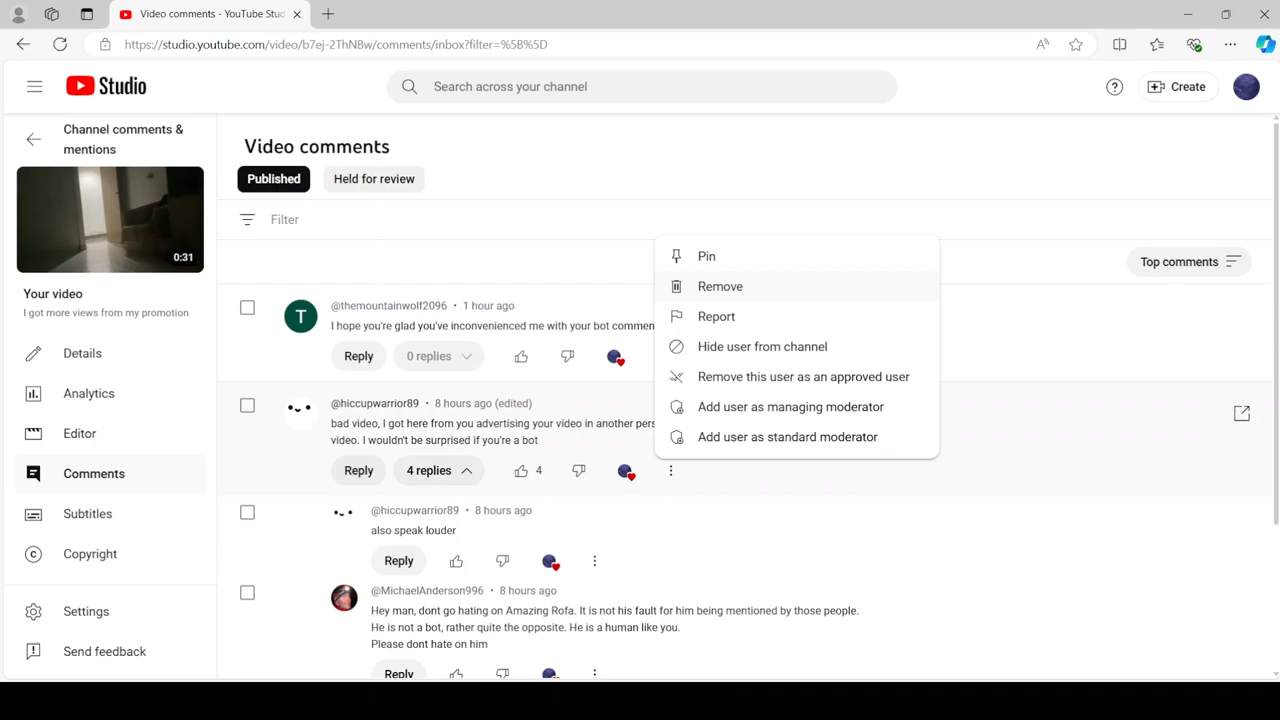 Video comments - YouTube Stud
https://studio.youtube.com/video/b7ej-2ThNBw/comments/inbox?filter=%5B%5D
Studio
Search across your channel
Create
Channel comments &
mentions
0:31
Your video
I got more views from my promotion
Details
Analytics
Editor
Comments
Subtitles
Copyright
Settings
Send feedback
Video comments
Published
Held for review
Filter
Top comments
@themountainwolf2096 • 1 hour ago
I hope you're glad you've inconvenienced me with your bot commen
Reply
0 replies
@hiccupwarrior89 • 8 hours ago (edited)
bad video, I got here from you advertising your video in another pers
video. I wouldn't be surprised if you're a bot
Reply
4 replies
4
@hiccupwarrior89 • 8 hours ago
also speak louder
Reply
@MichaelAnderson996 • 8 hours ago
Hey man, dont go hating on Amazing Rofa. It is not his fault for him being mentioned by those people.
He is not a bot, rather quite the opposite. He is a human like you.
Please dont hate on him
Reply
Pin
Remove
Report
Hide user from channel
Remove this user as an approved user
Add user as managing moderator
Add user as standard moderator